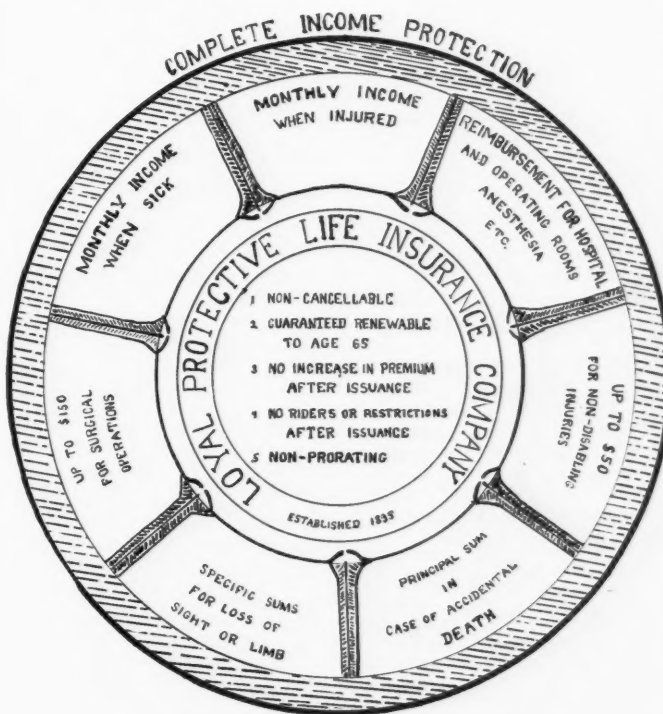 COMPLETE INCOME PROTECTION
MONTHLY INCOME
WHEN INJURED
REIMBURSEMENT FOR HOSPITAL
AND OPERATING ROOMS
ANESTHESIA
ETC.
UP TO $50
FOR NON-DISABLING
INJURIES
PRINCIPAL SUM
IN
CASE OF ACCIDENTAL
DEATH
SPECIFIC SUMS
FOR LOSS OF
SIGHT OR LIMB
UP TO $150
FOR SURGICAL
OPERATIONS
MONTHLY INCOME
WHEN SICK
LOYAL PROTECTIVE LIFE INSURANCE COMPANY
1 NON-CANCELLABLE
2 GUARANTEED RENEWABLE
TO AGE 65
3 NO INCREASE IN PREMIUM
AFTER ISSUANCE
4 NO RIDERS OR RESTRICTIONS
AFTER ISSUANCE
5 NON-PRORATING
ESTABLISHED 1895